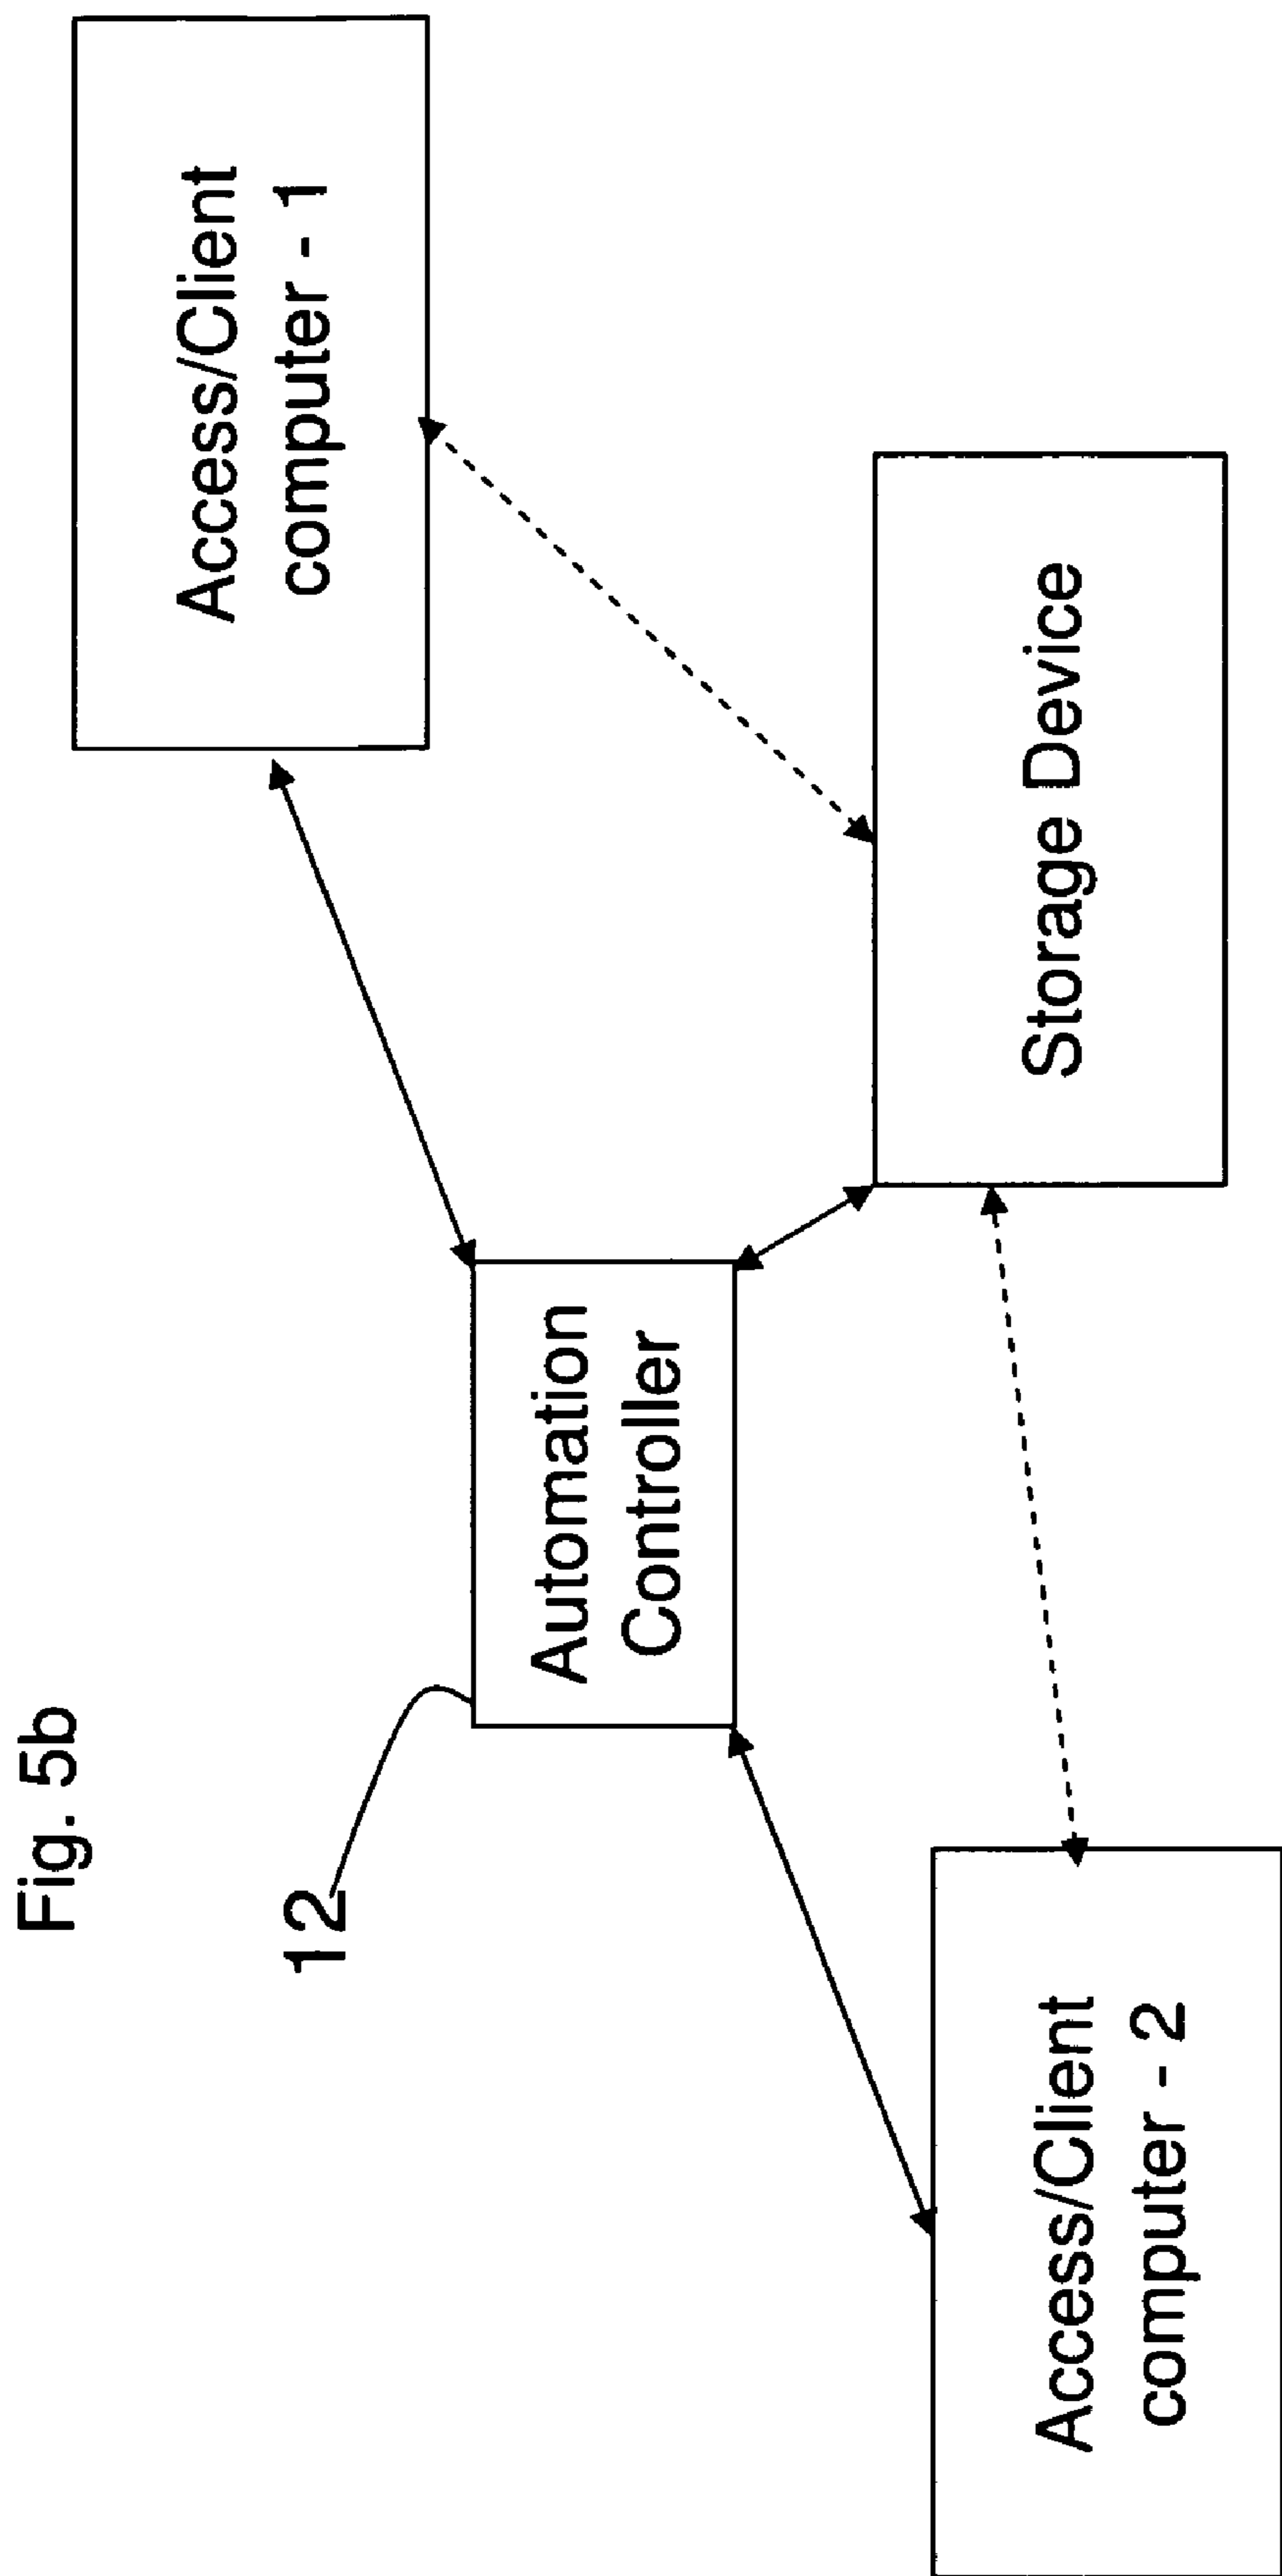 Fig. 5b
12
Automation
Controller
Access/Client
computer - 1
Storage Device
Access/Client
computer - 2